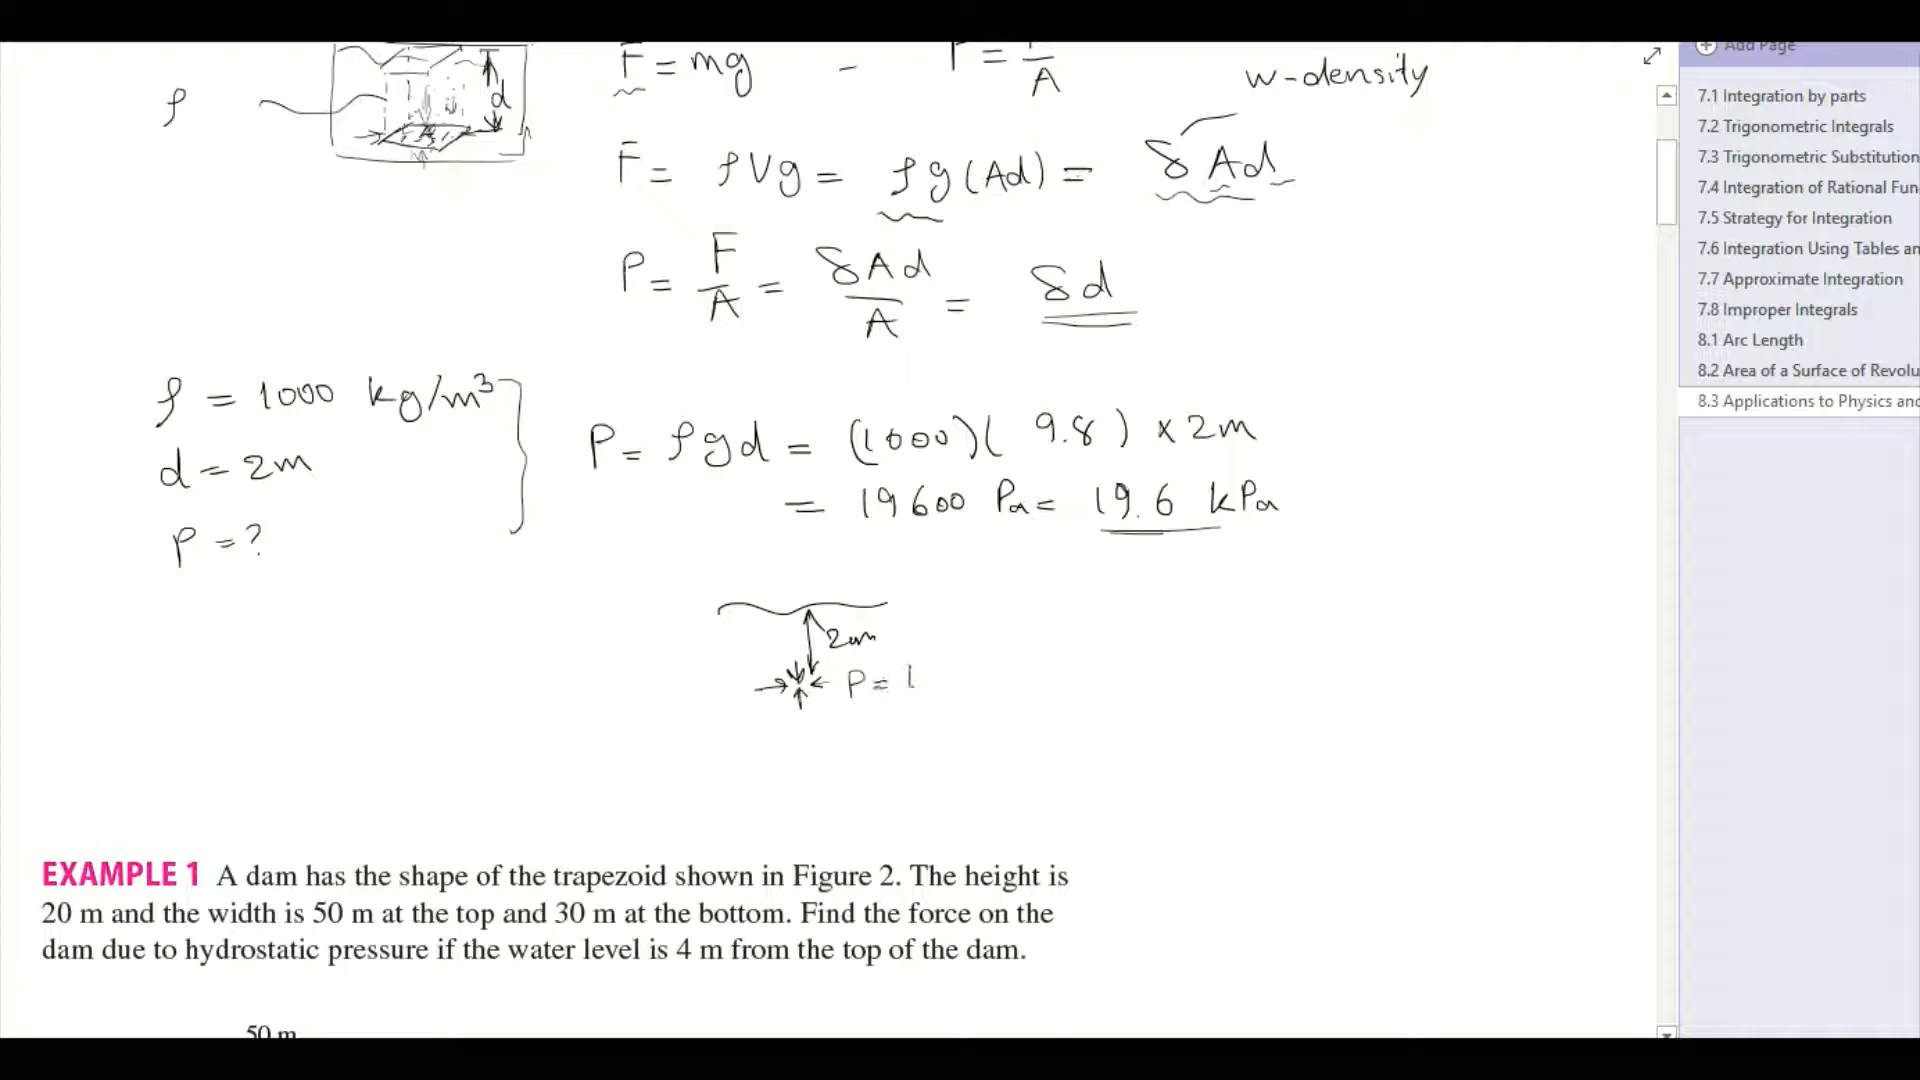 F = mg - P = F/A
w-density
ρ
d
A
F = ρVg = ρg(Ad) = δAd
P = F/A = δAd/A = δd
ρ = 1000 kg/m³
d = 2m
P = ?
P = ρgd = (1000)(9.8) × 2m
= 19600 Pa = 19.6 kPa
2m
P = 1
EXAMPLE 1 A dam has the shape of the trapezoid shown in Figure 2. The height is
20 m and the width is 50 m at the top and 30 m at the bottom. Find the force on the
dam due to hydrostatic pressure if the water level is 4 m from the top of the dam.
50 m
Add Page
7.1 Integration by parts
7.2 Trigonometric Integrals
7.3 Trigonometric Substitution
7.4 Integration of Rational Fun
7.5 Strategy for Integration
7.6 Integration Using Tables an
7.7 Approximate Integration
7.8 Improper Integrals
8.1 Arc Length
8.2 Area of a Surface of Revolu
8.3 Applications to Physics and